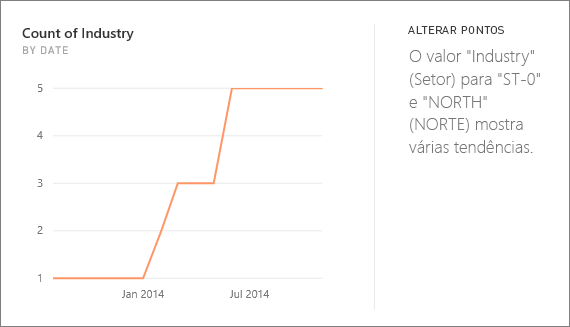 Count of Industry
BY DATE
5
4
3
2
1
Jan 2014
Jul 2014
ALTERAR PONTOS
O valor "Industry"
(Setor) para "ST-0"
e "NORTH"
(NORTE) mostra
várias tendências.